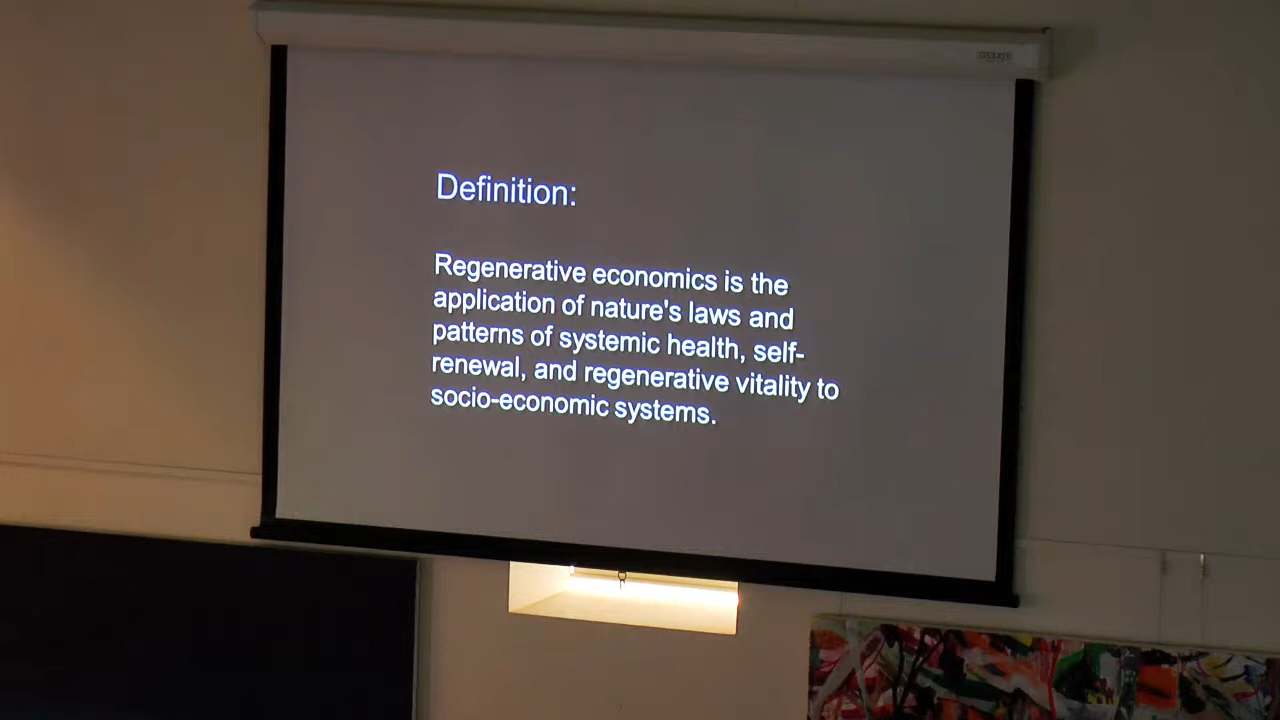 Definition:
Regenerative economics is the
application of nature's laws and
patterns of systemic health, self-
renewal, and regenerative vitality to
socio-economic systems.